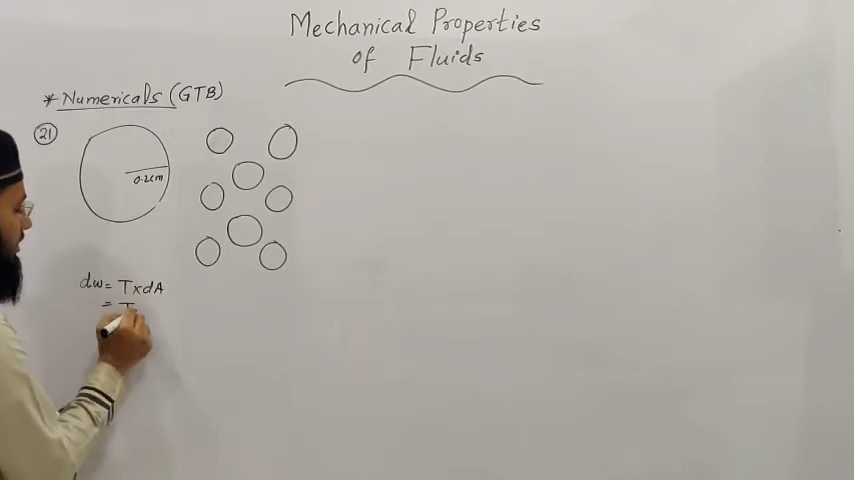 Mechanical Properties
of Fluids
* Numericals (GTB)
21
0.2cm
dw = T x dA
= T